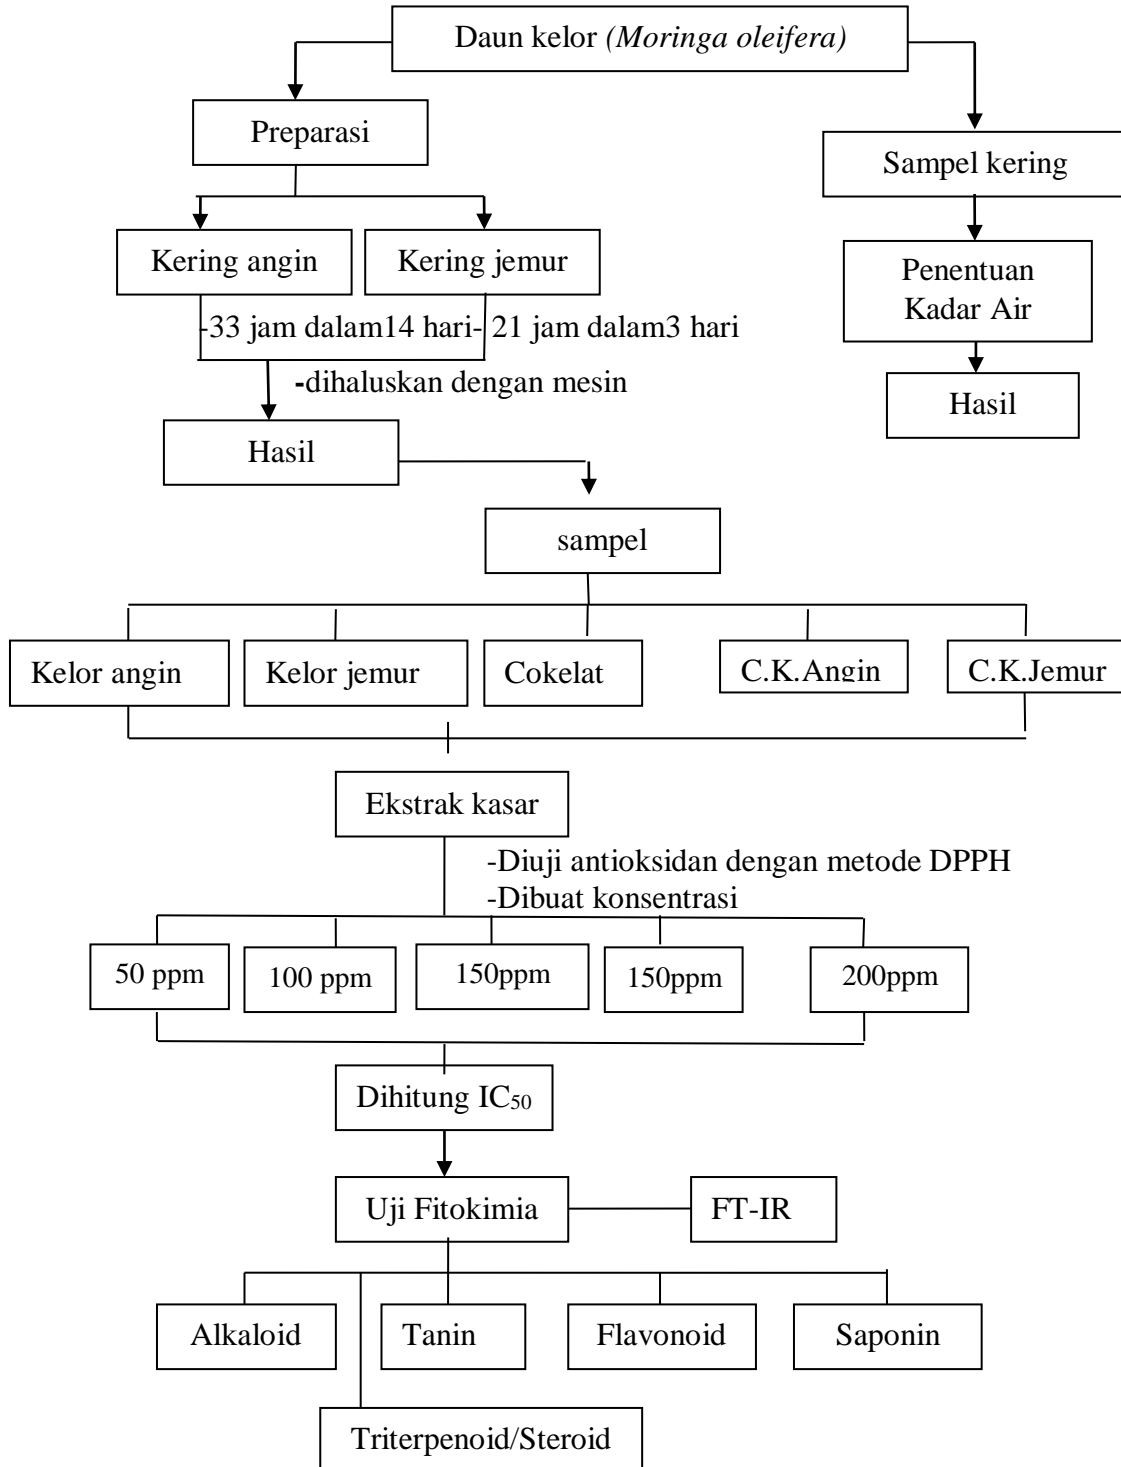 Daun kelor (Moringa oleifera)
Preparasi
Sampel kering
Kering angin
Kering jemur
Penentuan
Kadar Air
-33 jam dalam14 hari- 21 jam dalam3 hari
-dihaluskan dengan mesin
Hasil
Hasil
sampel
Kelor angin
Kelor jemur
Cokelat
C.K.Angin
C.K.Jemur
Ekstrak kasar
-Diuji antioksidan dengan metode DPPH
-Dibuat konsentrasi
50 ppm
100 ppm
150ppm
150ppm
200ppm
Dihitung IC50
Uji Fitokimia
FT-IR
Alkaloid
Tanin
Flavonoid
Saponin
Triterpenoid/Steroid